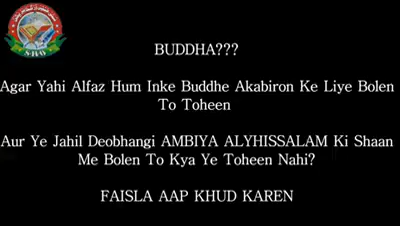 BUDDHA???
Agar Yahi Alfaz Hum Inke Buddhe Akabiron Ke Liye Bolen
To Toheen
Aur Ye Jahil Deobhangi AMBIYA ALYHISSALAM Ki Shaan
Me Bolen To Kya Ye Toheen Nahi?
FAISLA AAP KHUD KAREN